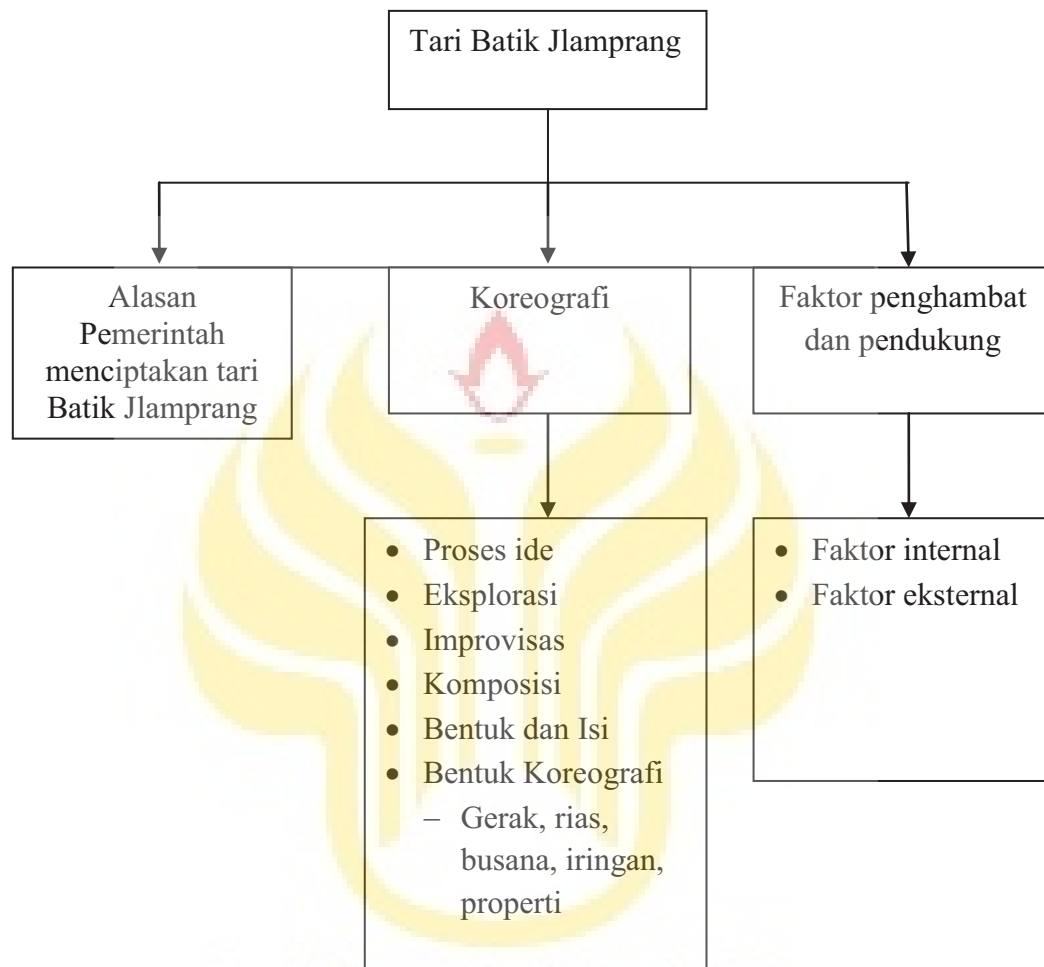 Tari Batik Jlamprang
Alasan
Pemerintah
menciptakan tari
Batik Jlamprang
Koreografi
Faktor penghambat
dan pendukung
• Proses ide
• Eksplorasi
• Improvisas
• Komposisi
• Bentuk dan Isi
• Bentuk Koreografi
– Gerak, rias,
busana, iringan,
properti
• Faktor internal
• Faktor eksternal